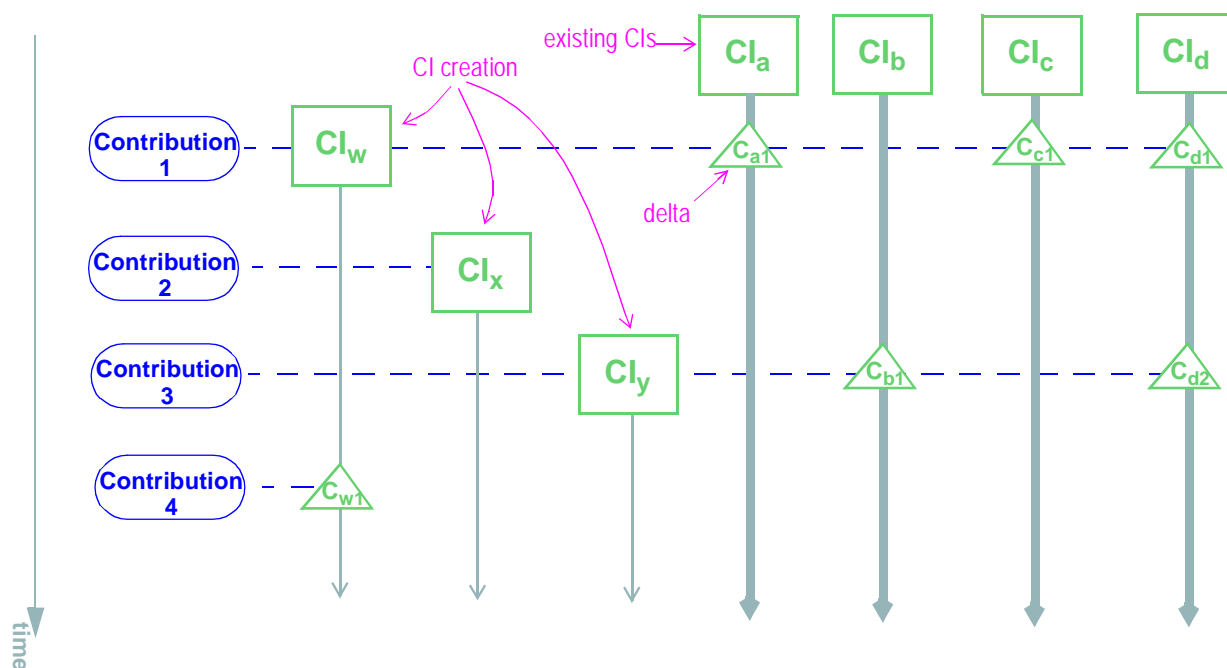 existing CIs
CI creation
CIa
CIb
CIc
CId
Contribution
1
CIw
Ca1
Cc1
Cd1
delta
Contribution
2
CIx
Contribution
3
CIy
Cb1
Cd2
Contribution
4
Cw1
time